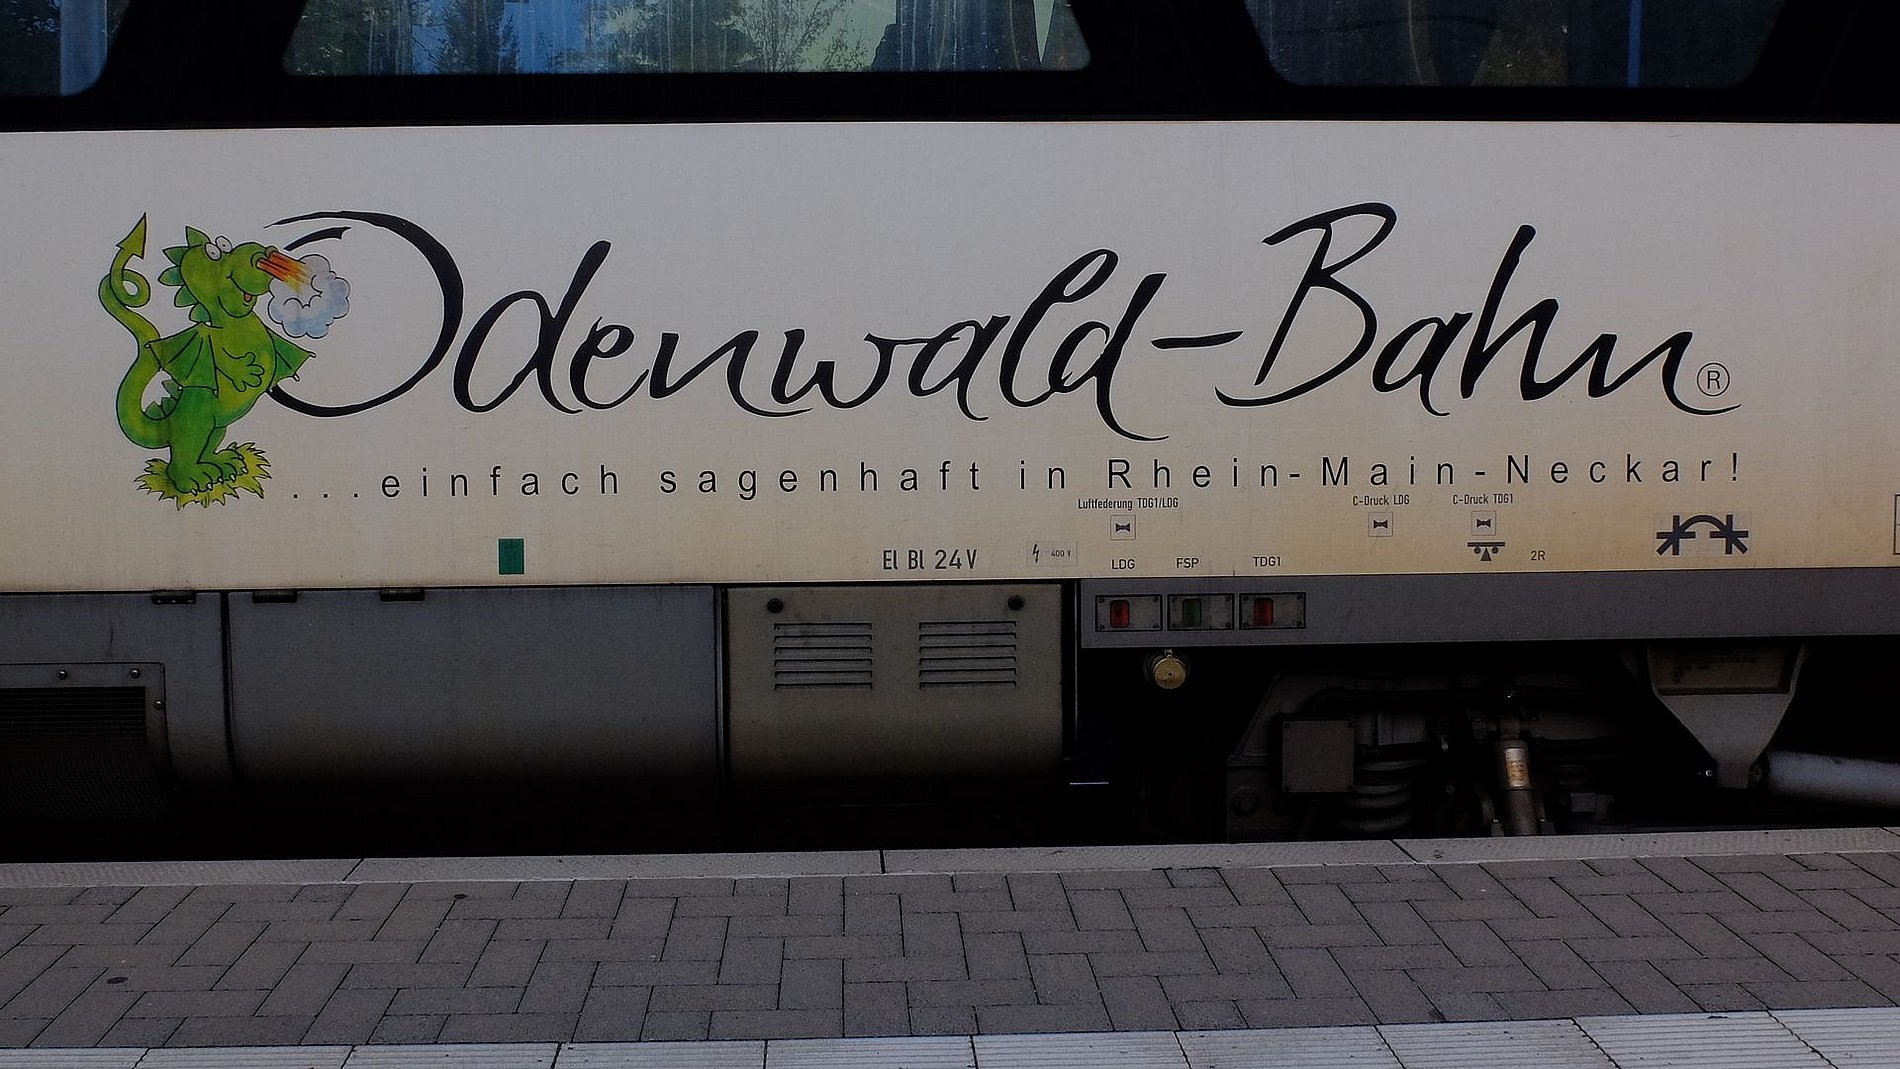 Odenwald-Bahn ®
...einfach sagenhaft in Rhein-Main-Neckar!
Luftfederung TDG1/LDG
C-Druck LDG
C-Druck TDG1
El Bl 24V
400 V
LDG
FSP
TDG1
2R